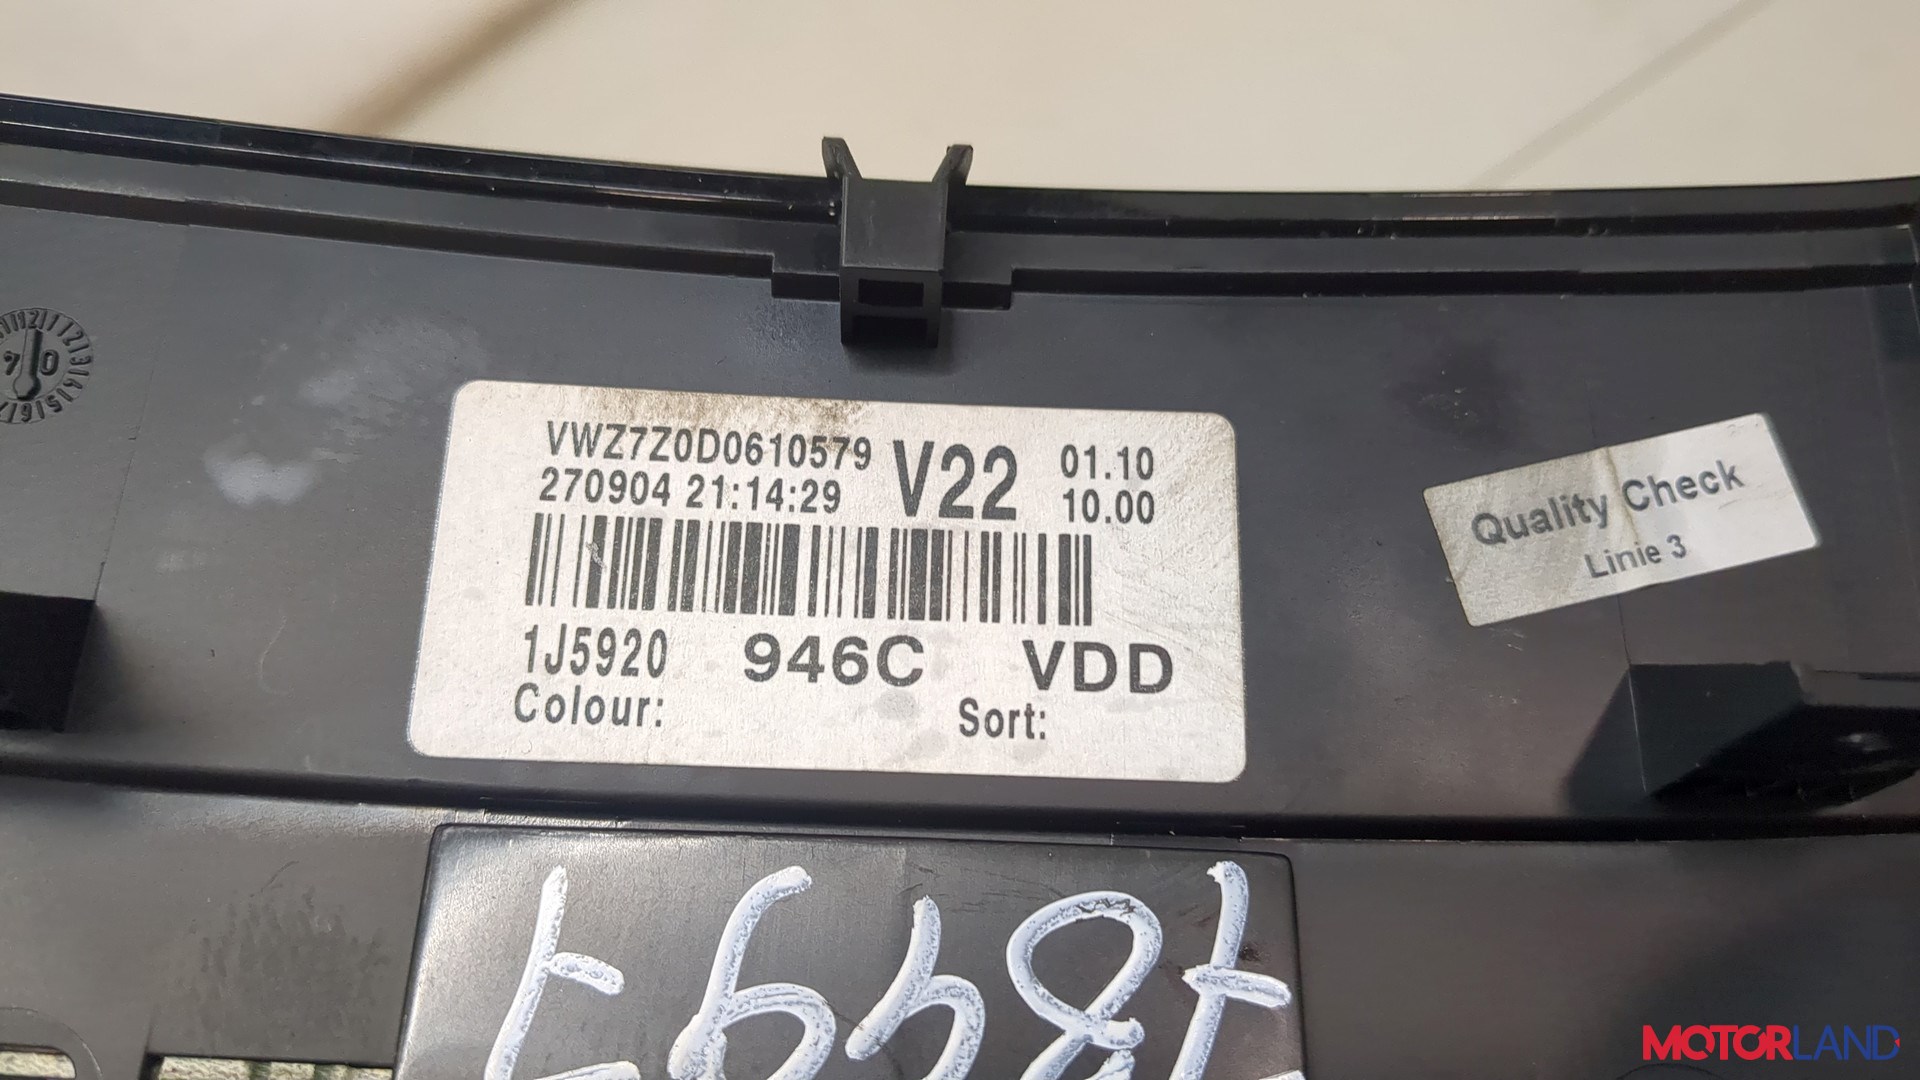 VWZ7Z0D0610579
270904 21:14:29
V22
01.10
10.00
1J5920 946C VDD
Colour: Sort:
Quality Check
Linie 3
MOTORLAND